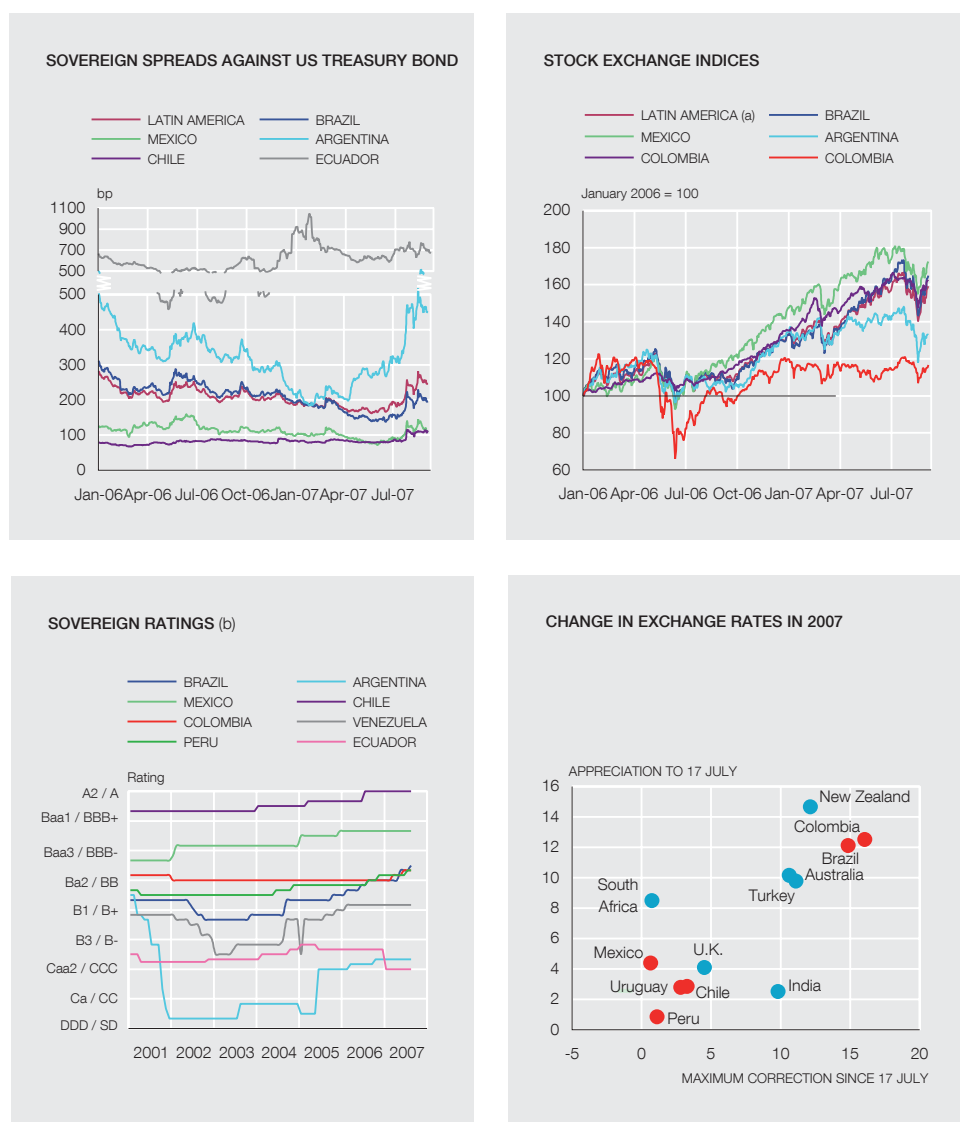 SOVEREIGN SPREADS AGAINST US TREASURY BOND
LATIN AMERICA BRAZIL
MEXICO ARGENTINA
CHILE ECUADOR
bp
1100
900
700
500
500
400
300
200
100
0
Jan-06 Apr-06 Jul-06 Oct-06 Jan-07 Apr-07 Jul-07
STOCK EXCHANGE INDICES
LATIN AMERICA (a) BRAZIL
MEXICO ARGENTINA
COLOMBIA COLOMBIA
January 2006 = 100
200
180
160
140
120
100
80
60
Jan-06 Apr-06 Jul-06 Oct-06 Jan-07 Apr-07 Jul-07
SOVEREIGN RATINGS (b)
BRAZIL ARGENTINA
MEXICO CHILE
COLOMBIA VENEZUELA
PERU ECUADOR
Rating
A2 / A
Baa1 / BBB+
Baa3 / BBB-
Ba2 / BB
B1 / B+
B3 / B-
Caa2 / CCC
Ca / CC
DDD / SD
2001 2002 2003 2004 2005 2006 2007
CHANGE IN EXCHANGE RATES IN 2007
APPRECIATION TO 17 JULY
16
14
12
10
8
6
4
2
0
New Zealand
Colombia
Brazil
Australia
Turkey
South
Africa
Mexico
U.K.
Uruguay
Chile
India
Peru
-5 0 5 10 15 20
MAXIMUM CORRECTION SINCE 17 JULY